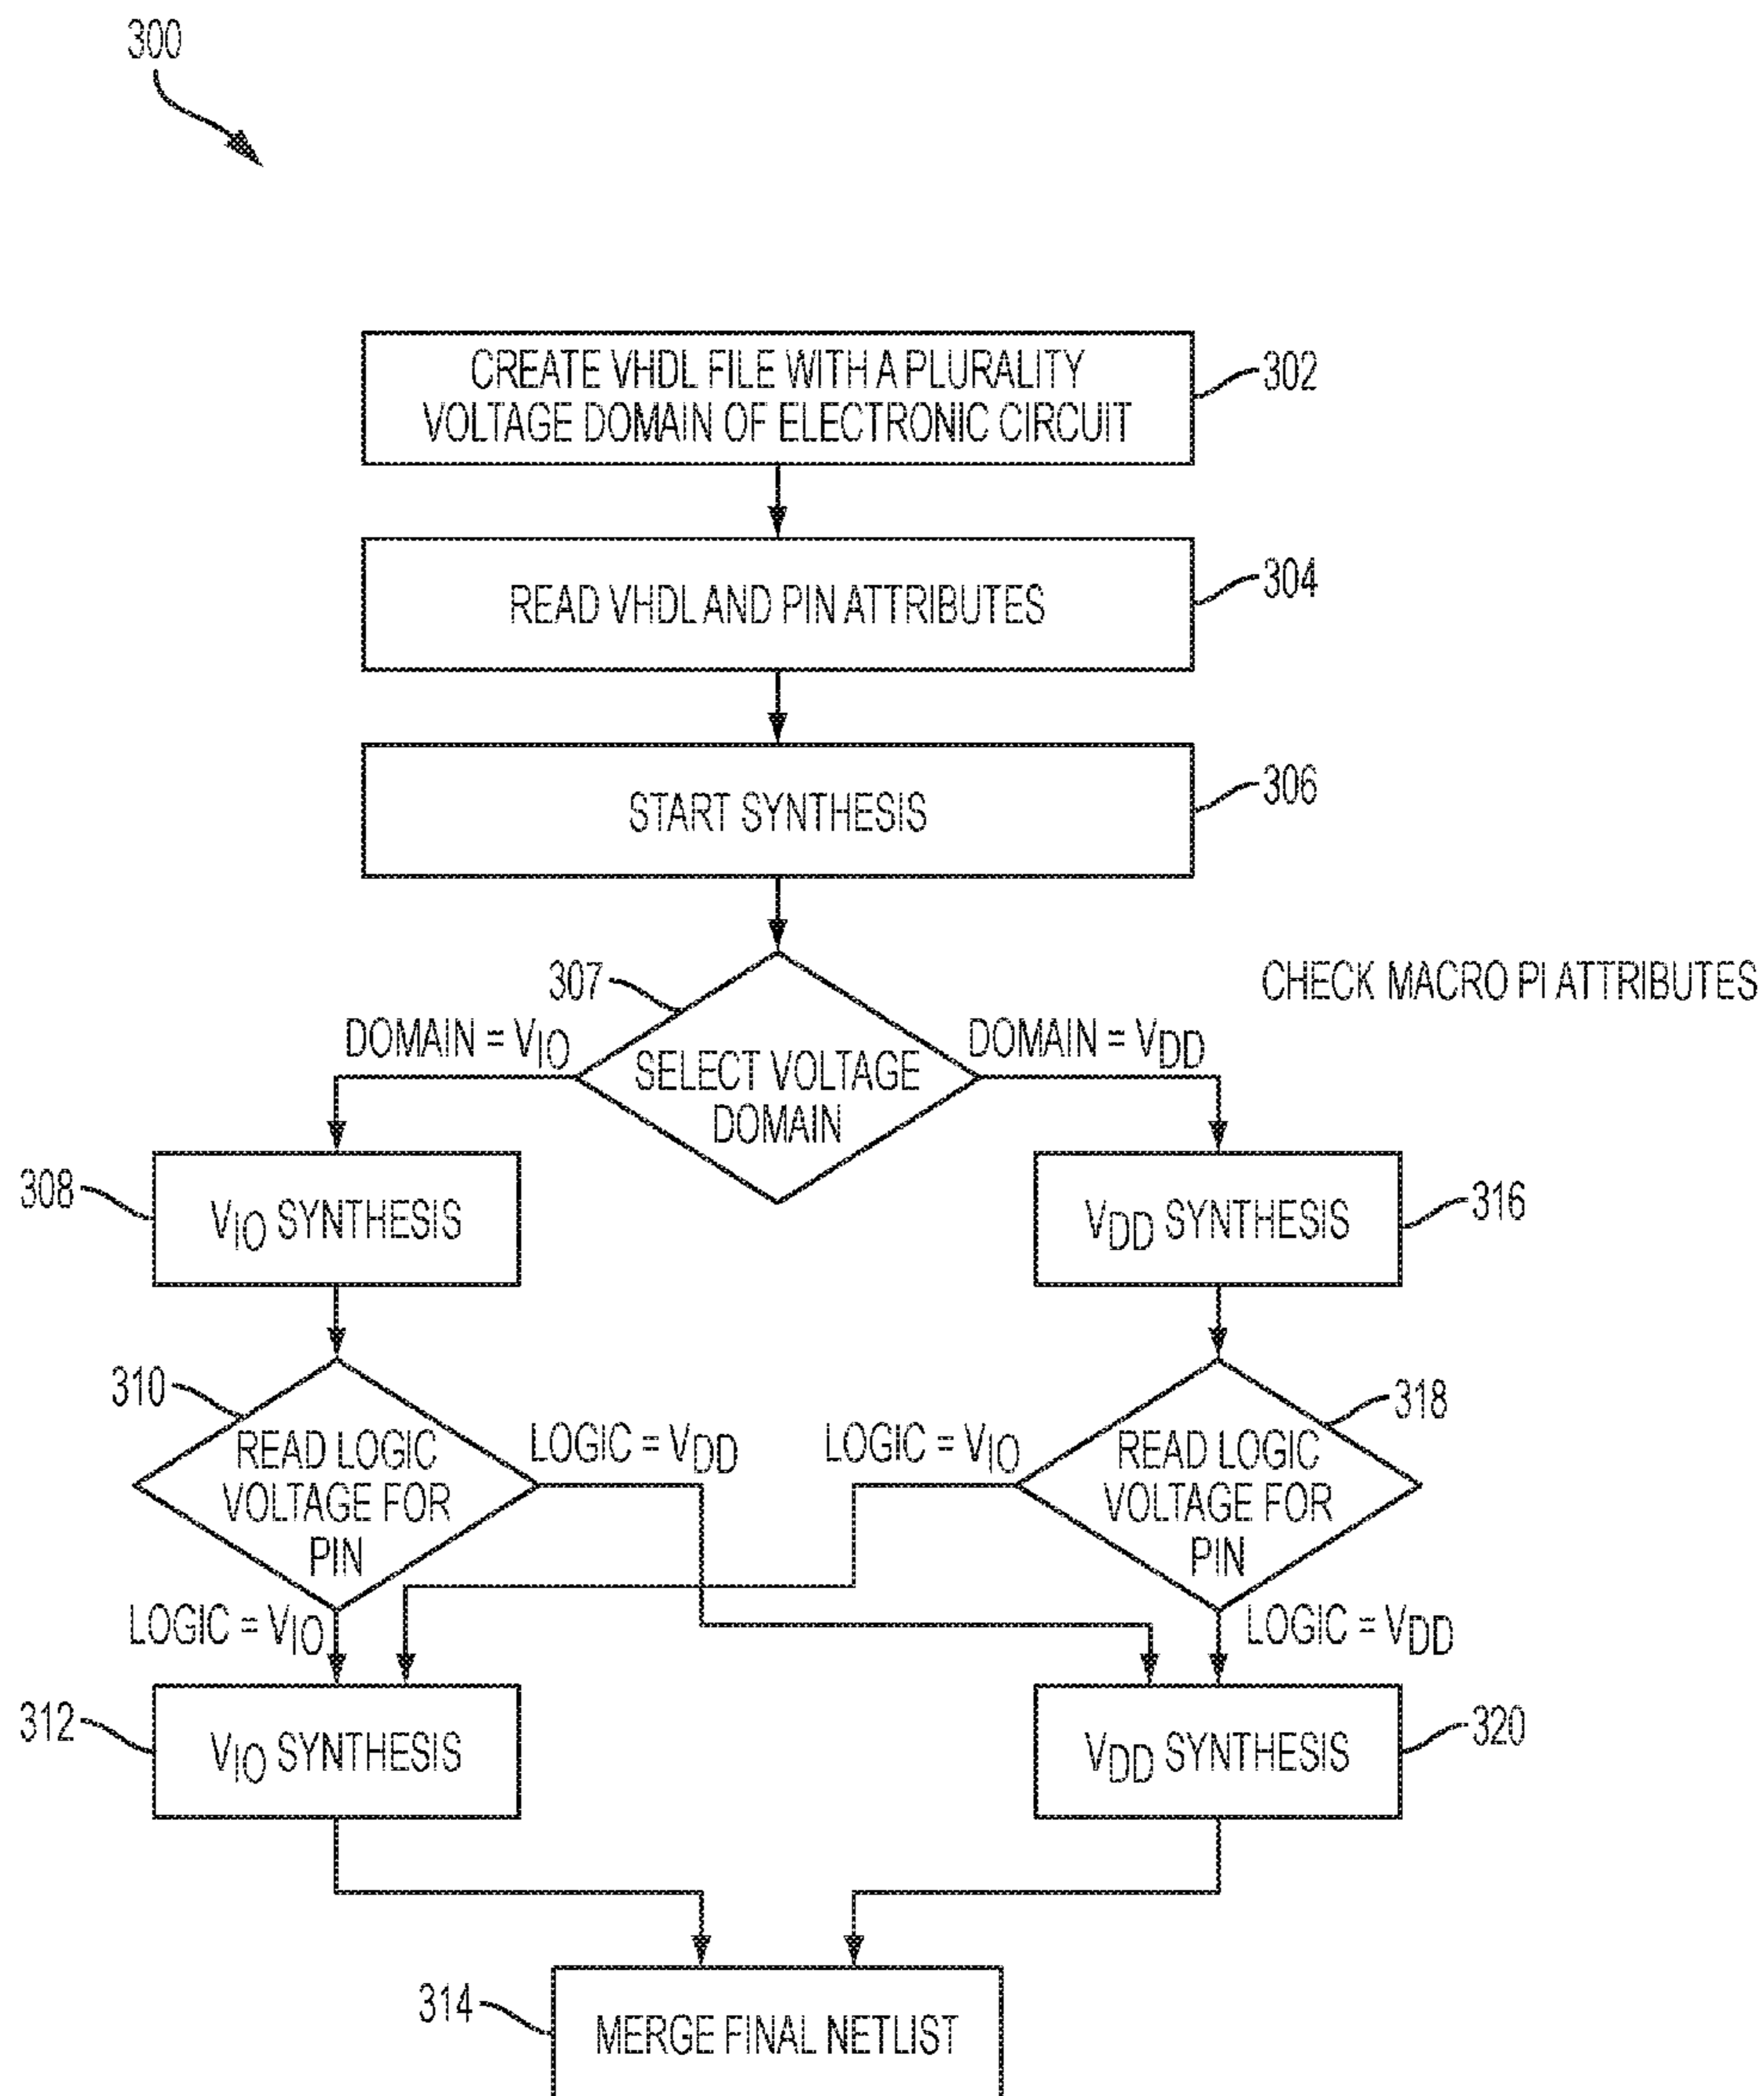 300
CREATE VHDL FILE WITH A PLURALITY
VOLTAGE DOMAIN OF ELECTRONIC CIRCUIT
302
READ VHDL AND PIN ATTRIBUTES
304
START SYNTHESIS
306
307
CHECK MACRO PI ATTRIBUTES
DOMAIN = VIO
DOMAIN = VDD
SELECT VOLTAGE
DOMAIN
308
VIO SYNTHESIS
VDD SYNTHESIS
316
310
READ LOGIC
VOLTAGE FOR
PIN
LOGIC = VDD
LOGIC = VIO
READ LOGIC
VOLTAGE FOR
PIN
318
LOGIC = VIO
LOGIC = VDD
312
VIO SYNTHESIS
VDD SYNTHESIS
320
314
MERGE FINAL NETLIST